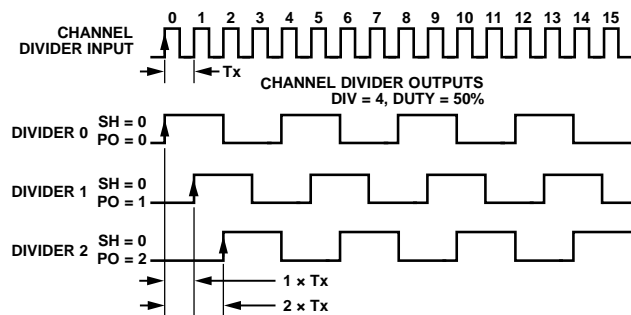 0 1 2 3 4 5 6 7 8 9 10 11 12 13 14 15
CHANNEL
DIVIDER INPUT
Tx
CHANNEL DIVIDER OUTPUTS
DIV = 4, DUTY = 50%
DIVIDER 0
SH = 0
PO = 0
DIVIDER 1
SH = 0
PO = 1
DIVIDER 2
SH = 0
PO = 2
1 × Tx
2 × Tx